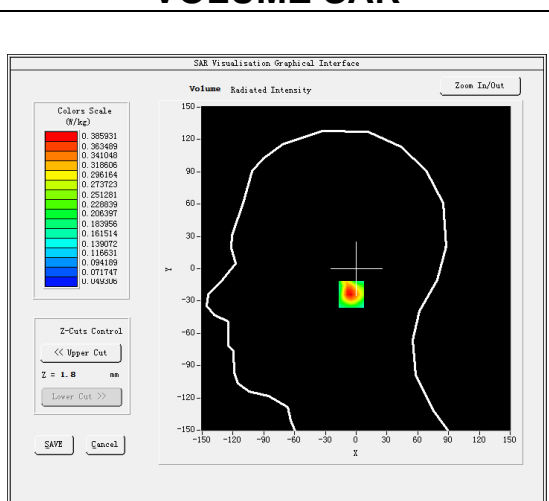 VOLUME SAR
SAR Visualisation Graphical Interface
Volume Radiated Intensity
Zoom In/Out
Colors Scale
(W/kg)
0.385931
0.363489
0.341048
0.318606
0.296164
0.273723
0.251281
0.228839
0.206397
0.183956
0.161514
0.139072
0.116631
0.094189
0.071747
0.049306
150
120
90
60
30
0
-30
-60
-90
-120
-150
Y
-150 -120 -90 -60 -30 0 30 60 90 120 150
X
Z-Cuts Control
<< Upper Cut
Z = 1.8 mm
Lower Cut >>
SAVE Cancel